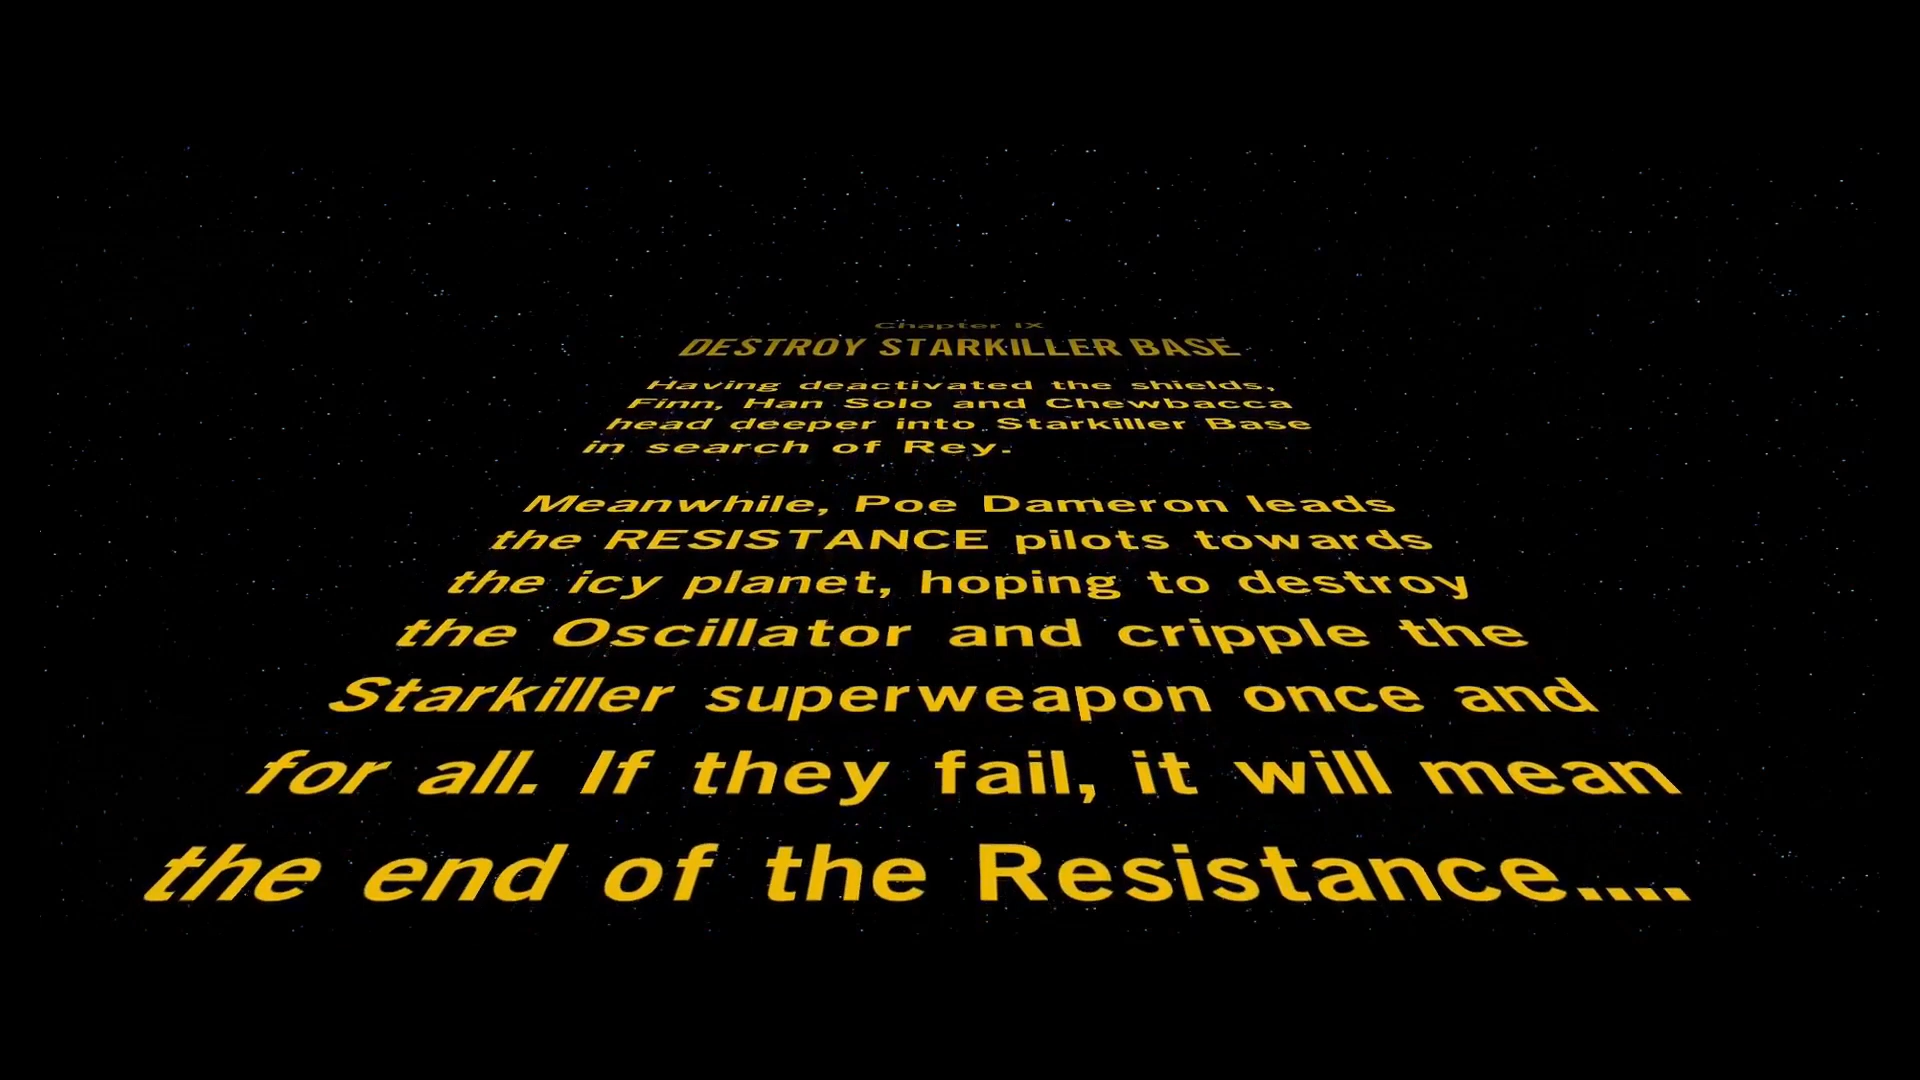 Chapter IX
DESTROY STARKILLER BASE
Having deactivated the shields,
Finn, Han Solo and Chewbacca
head deeper into Starkiller Base
in search of Rey.
Meanwhile, Poe Dameron leads
the RESISTANCE pilots towards
the icy planet, hoping to destroy
the Oscillator and cripple the
Starkiller superweapon once and
for all. If they fail, it will mean
the end of the Resistance....